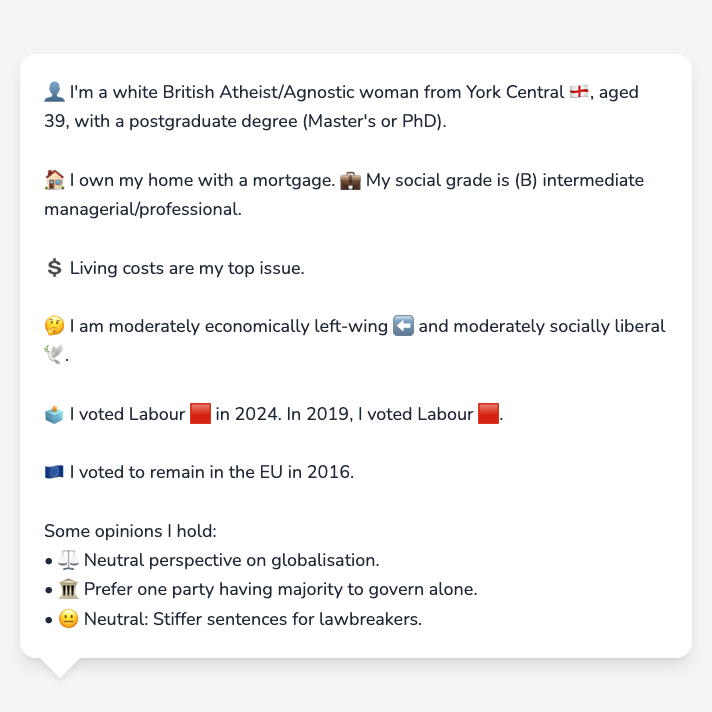 👤 I'm a white British Atheist/Agnostic woman from York Central 🏴󠁧󠁢󠁥󠁮󠁧󠁿, aged
39, with a postgraduate degree (Master's or PhD).
🏠 I own my home with a mortgage. 💼 My social grade is (B) intermediate
managerial/professional.
💲 Living costs are my top issue.
🤔 I am moderately economically left-wing ⬅️ and moderately socially liberal
🕊️.
🗳️ I voted Labour 🟥 in 2024. In 2019, I voted Labour 🟥.
🇪🇺 I voted to remain in the EU in 2016.
Some opinions I hold:
• ⚖️ Neutral perspective on globalisation.
• 🏛️ Prefer one party having majority to govern alone.
• 😐 Neutral: Stiffer sentences for lawbreakers.